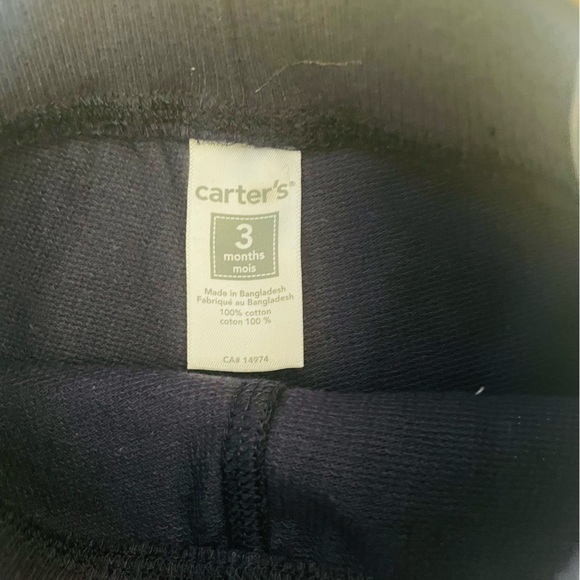 carter's®
3
months
mois
Made in Bangladesh
Fabriqué au Bangladesh
100% cotton
coton 100 %
CA# 14974